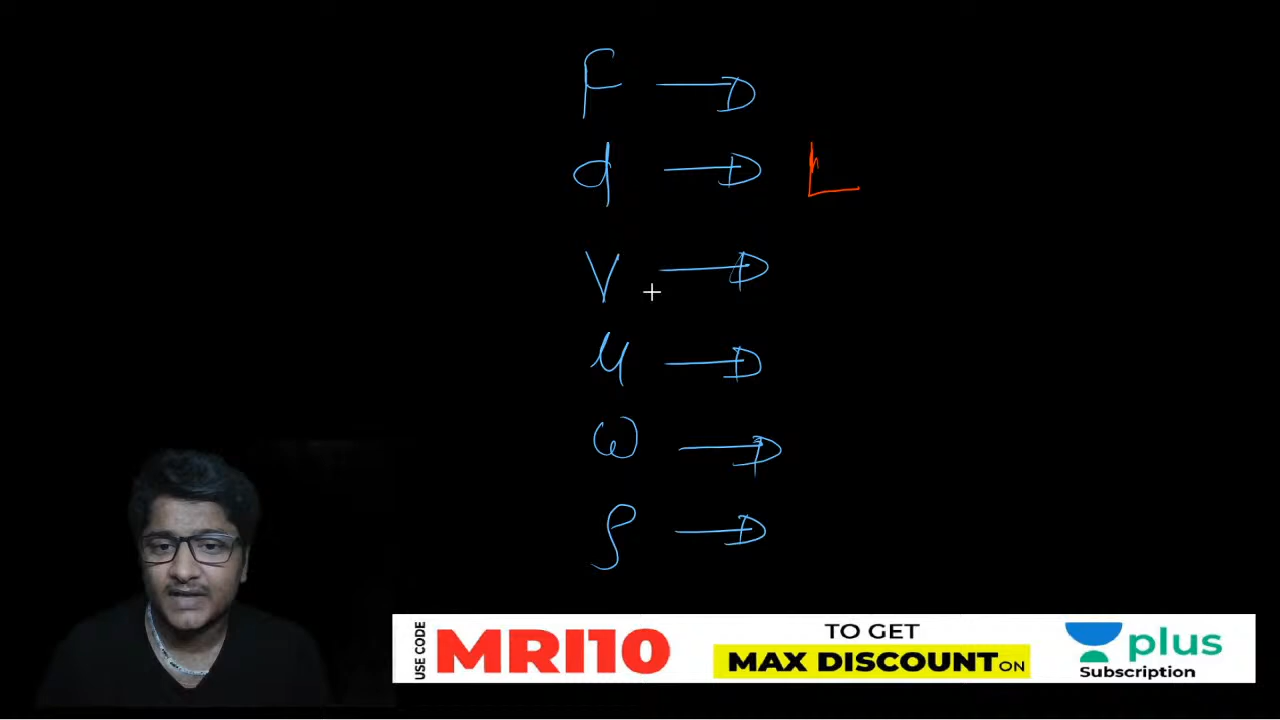 F → D
d → D L
V → D
μ → D
ω → D
ρ → D
USE CODE MRI10 TO GET MAX DISCOUNT ON plus Subscription